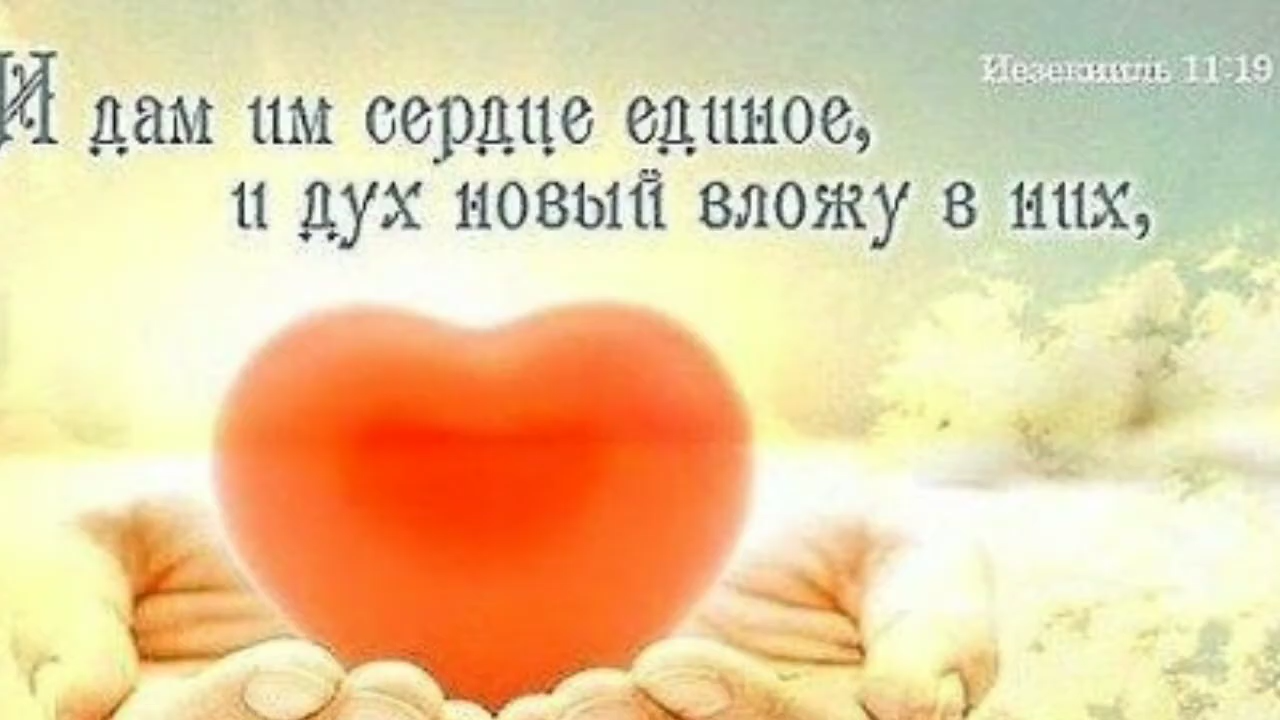 Иезекииль 11:19
И дам им сердце единое,
и дух новый вложу в них,